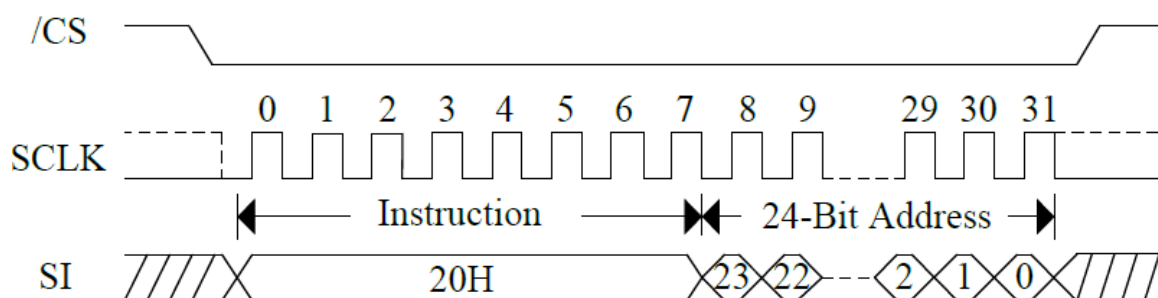 /CS
0 1 2 3 4 5 6 7 8 9 29 30 31
SCLK
Instruction 24-Bit Address
SI 20H 23 22 2 1 0